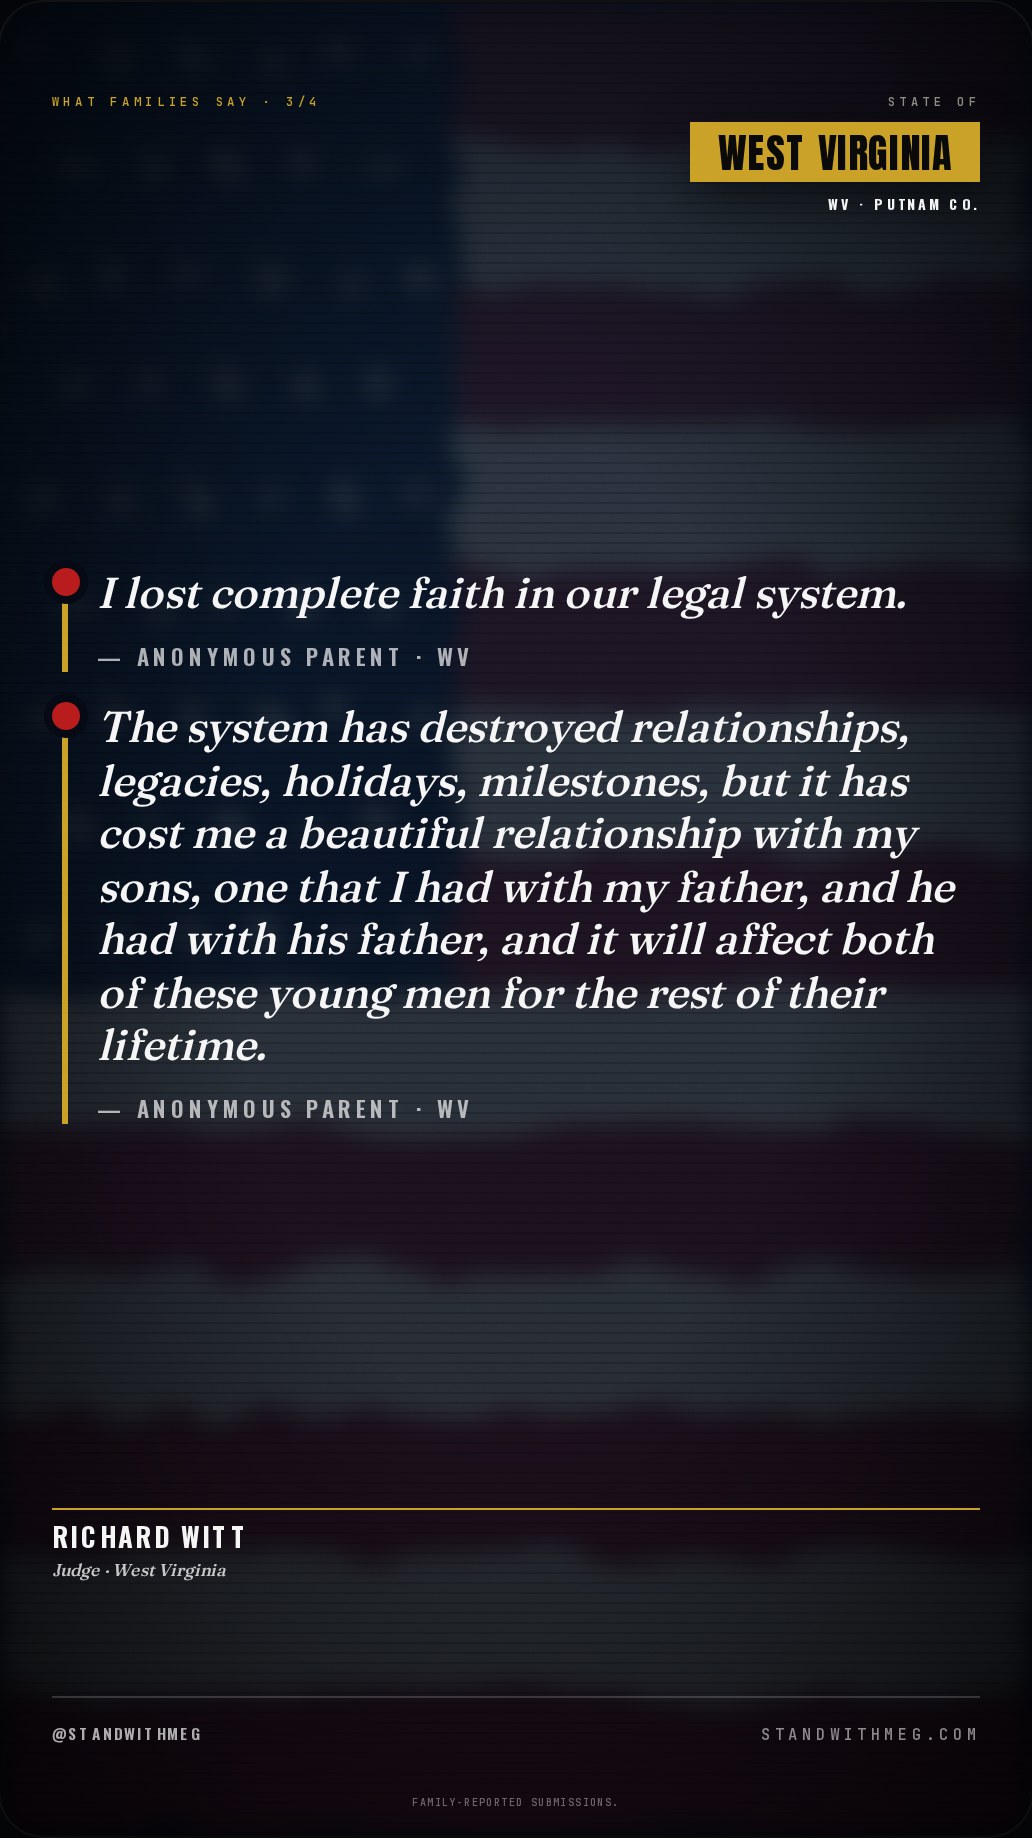 WHAT FAMILIES SAY · 3/4
STATE OF
WEST VIRGINIA
WV · PUTNAM CO.
I lost complete faith in our legal system.
— ANONYMOUS PARENT · WV
The system has destroyed relationships,
legacies, holidays, milestones, but it has
cost me a beautiful relationship with my
sons, one that I had with my father, and he
had with his father, and it will affect both
of these young men for the rest of their
lifetime.
— ANONYMOUS PARENT · WV
RICHARD WITT
Judge · West Virginia
@STANDWITHMEG
STANDWITHMEG.COM
FAMILY-REPORTED SUBMISSIONS.